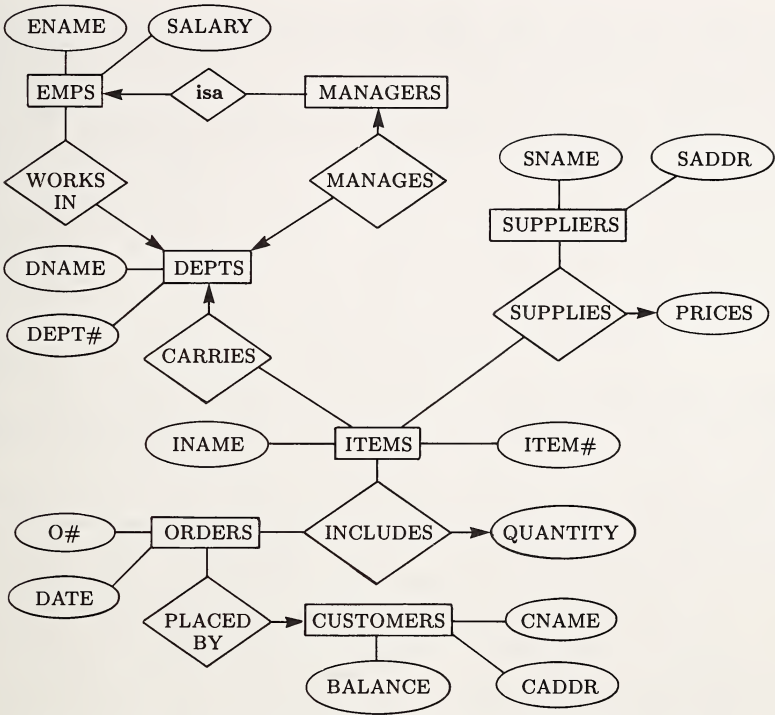 ENAME
SALARY
EMPS
isa
MANAGERS
WORKS
IN
MANAGES
SNAME
SADDR
SUPPLIERS
DNAME
DEPTS
DEPT#
SUPPLIES
PRICES
CARRIES
INAME
ITEMS
ITEM#
O#
ORDERS
INCLUDES
QUANTITY
DATE
PLACED
BY
CUSTOMERS
CNAME
BALANCE
CADDR